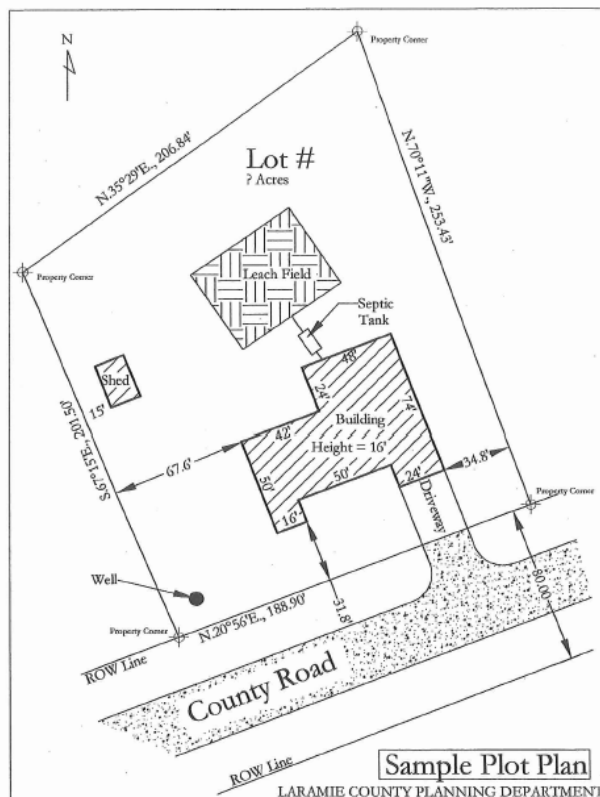 N
Property Corner
N.35°29'E., 206.84'
Lot #
? Acres
N.70°11"W., 253.43'
Property Corner
Leach Field
Septic
Tank
48'
Shed
15'
24'
74'
Building
Height = 16'
42'
S.67°15'E., 201.50'
67.6'
50'
50'
34.8'
24'
16'
Driveway
Property Corner
Well
31.8'
80.00
N.20°56'E., 188.90'
Property Corner
ROW Line
County Road
ROW Line
Sample Plot Plan
LARAMIE COUNTY PLANNING DEPARTMENT